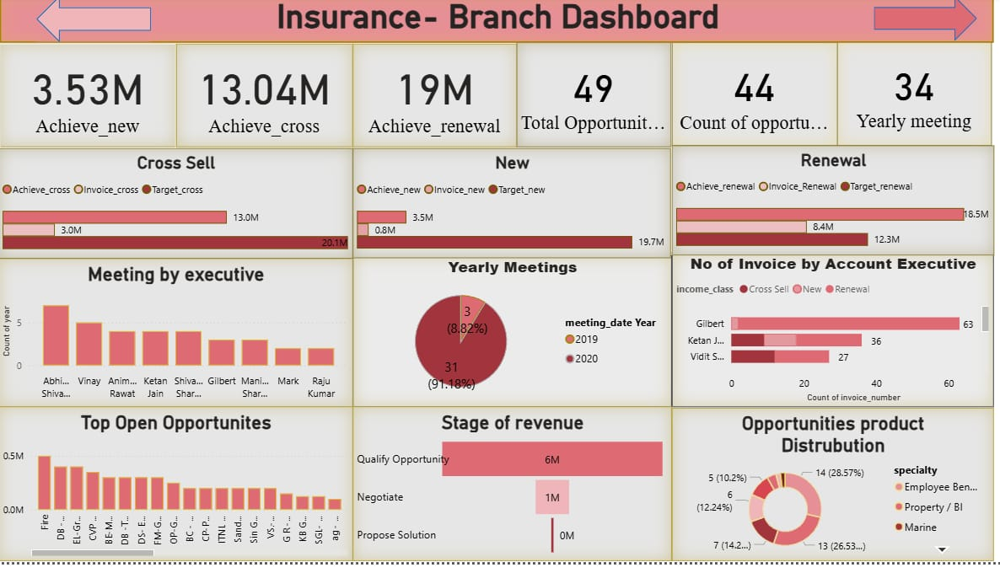 Insurance- Branch Dashboard
3.53M
Achieve_new
13.04M
Achieve_cross
19M
Achieve_renewal
49
Total Opportunit...
44
Count of opportu...
34
Yearly meeting
Cross Sell
Achieve_cross Invoice_cross Target_cross
13.0M
3.0M
20.1M
New
Achieve_new Invoice_new Target_new
3.5M
0.8M
19.7M
Renewal
Achieve_renewal Invoice_Renewal Target_renewal
18.5M
8.4M
12.3M
Meeting by executive
Count of year
5
0
Abhi... Shiva...
Vinay
Anim... Rawat
Ketan Jain
Shiva... Shar...
Gilbert
Mani... Shar...
Mark
Raju Kumar
Yearly Meetings
3
(8.82%)
31
(91.18%)
meeting_date Year
2019
2020
No of Invoice by Account Executive
income_class Cross Sell New Renewal
Gilbert 63
Ketan J... 36
Vidit S... 27
0 20 40 60
Count of invoice_number
Top Open Opportunites
0.5M
0.0M
Fire
DB -...
EL-Gr...
CVP ...
BE-M...
DB -T...
DS- E...
FM-G...
OP-G...
BC - ...
CP-P...
ITNL ...
Sand...
Sin G...
VS.- ...
G R - ...
KB G...
SGL- ...
ag - ...
Stage of revenue
Qualify Opportunity 6M
Negotiate 1M
Propose Solution 0M
Opportunities product
Distrubution
14 (28.57%)
13 (26.53...)
7 (14.2...)
6
(12.24%)
5 (10.2%)
specialty
Employee Ben...
Property / BI
Marine